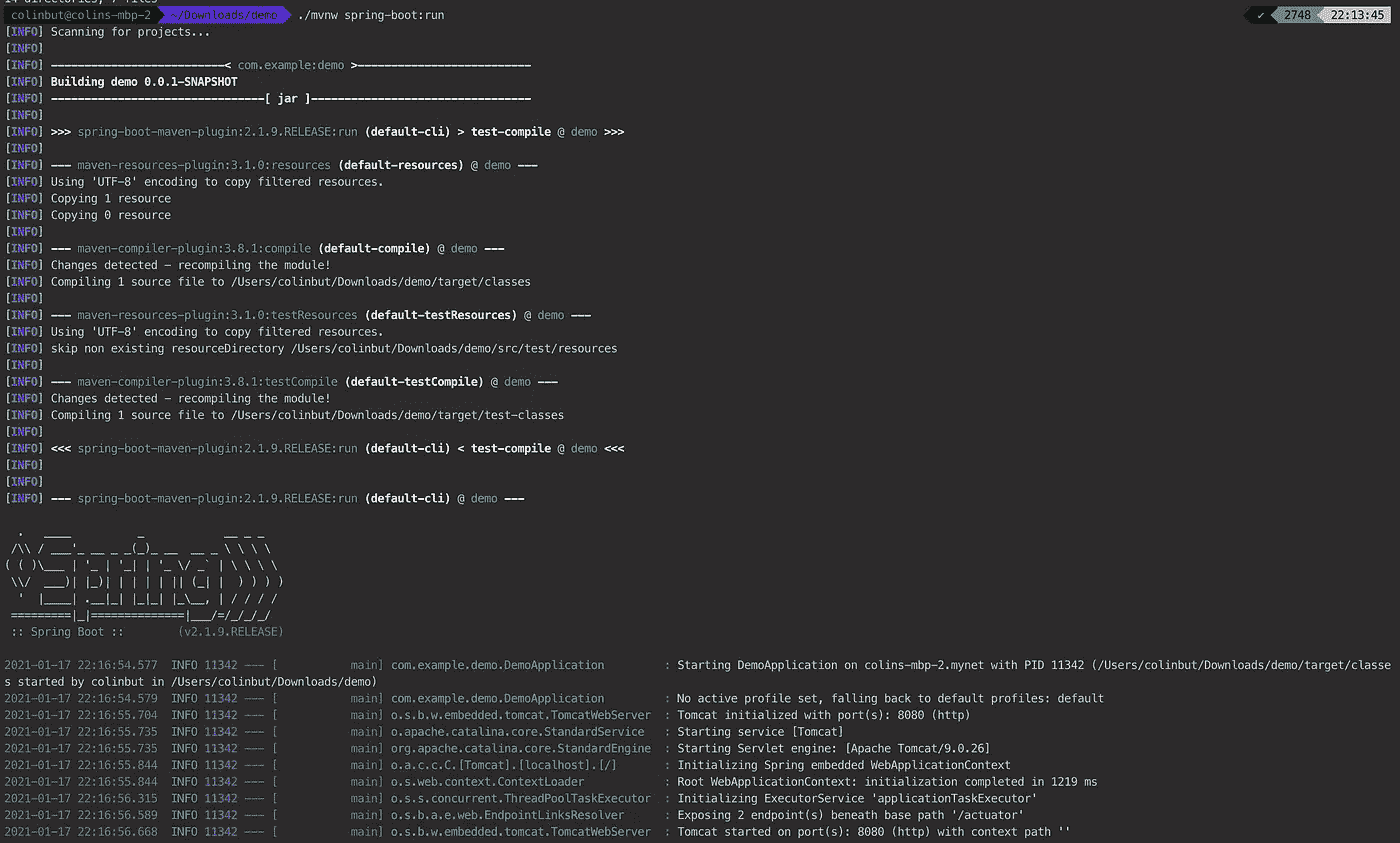 14 directories, 7 files
colinbut@colins-mbp-2 ~/Downloads/demo ./mvnw spring-boot:run ✓ 2748 22:13:45
[INFO] Scanning for projects...
[INFO]
[INFO] --------------------------< com.example:demo >--------------------------
[INFO] Building demo 0.0.1-SNAPSHOT
[INFO] --------------------------------[ jar ]---------------------------------
[INFO]
[INFO] >>> spring-boot-maven-plugin:2.1.9.RELEASE:run (default-cli) > test-compile @ demo >>>
[INFO]
[INFO] --- maven-resources-plugin:3.1.0:resources (default-resources) @ demo ---
[INFO] Using 'UTF-8' encoding to copy filtered resources.
[INFO] Copying 1 resource
[INFO] Copying 0 resource
[INFO]
[INFO] --- maven-compiler-plugin:3.8.1:compile (default-compile) @ demo ---
[INFO] Changes detected - recompiling the module!
[INFO] Compiling 1 source file to /Users/colinbut/Downloads/demo/target/classes
[INFO]
[INFO] --- maven-resources-plugin:3.1.0:testResources (default-testResources) @ demo ---
[INFO] Using 'UTF-8' encoding to copy filtered resources.
[INFO] skip non existing resourceDirectory /Users/colinbut/Downloads/demo/src/test/resources
[INFO]
[INFO] --- maven-compiler-plugin:3.8.1:testCompile (default-testCompile) @ demo ---
[INFO] Changes detected - recompiling the module!
[INFO] Compiling 1 source file to /Users/colinbut/Downloads/demo/target/test-classes
[INFO]
[INFO] <<< spring-boot-maven-plugin:2.1.9.RELEASE:run (default-cli) < test-compile @ demo <<<
[INFO]
[INFO]
[INFO] --- spring-boot-maven-plugin:2.1.9.RELEASE:run (default-cli) @ demo ---
  .   ____          _            __ _ _
 /\\ / ___'_ __ _ _(_)_ __  __ _ \ \ \ \
( ( )\___ | '_ | '_| | '_ \/ _` | \ \ \ \
 \\/  ___)| |_)| | | | | || (_| |  ) ) ) )
  '  |____| .__|_| |_|_| |_\__, | / / / /
 =========|_|==============|___/=/_/_/_/
 :: Spring Boot ::        (v2.1.9.RELEASE)
2021-01-17 22:16:54.577  INFO 11342 --- [           main] com.example.demo.DemoApplication         : Starting DemoApplication on colins-mbp-2.mynet with PID 11342 (/Users/colinbut/Downloads/demo/target/classe
s started by colinbut in /Users/colinbut/Downloads/demo)
2021-01-17 22:16:54.579  INFO 11342 --- [           main] com.example.demo.DemoApplication         : No active profile set, falling back to default profiles: default
2021-01-17 22:16:55.704  INFO 11342 --- [           main] o.s.b.w.embedded.tomcat.TomcatWebServer  : Tomcat initialized with port(s): 8080 (http)
2021-01-17 22:16:55.735  INFO 11342 --- [           main] o.apache.catalina.core.StandardService   : Starting service [Tomcat]
2021-01-17 22:16:55.735  INFO 11342 --- [           main] org.apache.catalina.core.StandardEngine  : Starting Servlet engine: [Apache Tomcat/9.0.26]
2021-01-17 22:16:55.844  INFO 11342 --- [           main] o.a.c.c.C.[Tomcat].[localhost].[/]       : Initializing Spring embedded WebApplicationContext
2021-01-17 22:16:55.844  INFO 11342 --- [           main] o.s.web.context.ContextLoader            : Root WebApplicationContext: initialization completed in 1219 ms
2021-01-17 22:16:56.315  INFO 11342 --- [           main] o.s.s.concurrent.ThreadPoolTaskExecutor  : Initializing ExecutorService 'applicationTaskExecutor'
2021-01-17 22:16:56.589  INFO 11342 --- [           main] o.s.b.a.e.web.EndpointLinksResolver      : Exposing 2 endpoint(s) beneath base path '/actuator'
2021-01-17 22:16:56.668  INFO 11342 --- [           main] o.s.b.w.embedded.tomcat.TomcatWebServer  : Tomcat started on port(s): 8080 (http) with context path ''